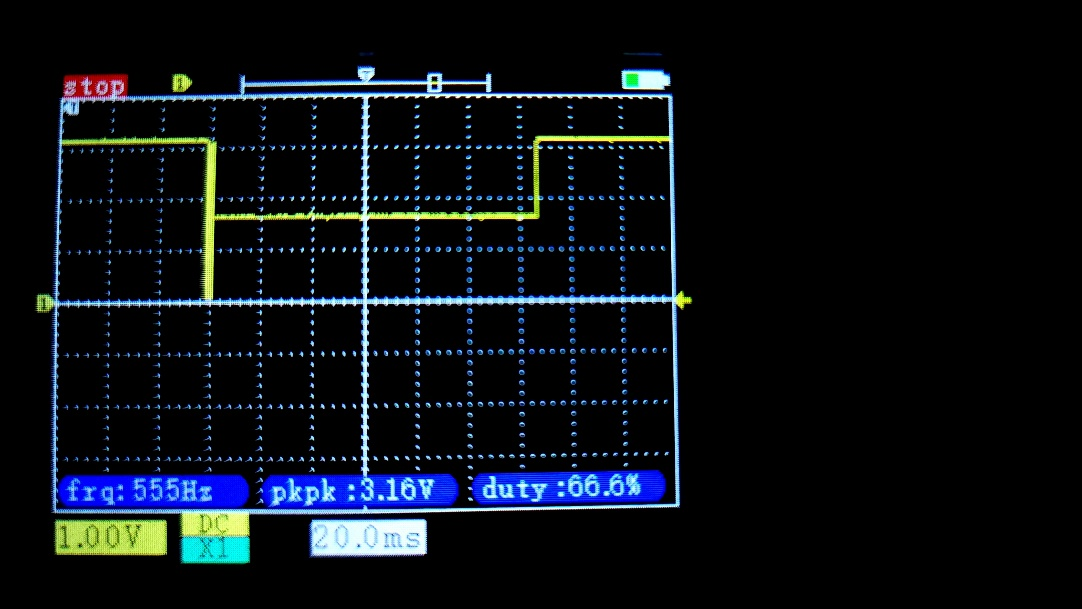 stop
frq:555Hz pkpk:3.16V duty:66.6%
1.00V DC 20.0ms
X1